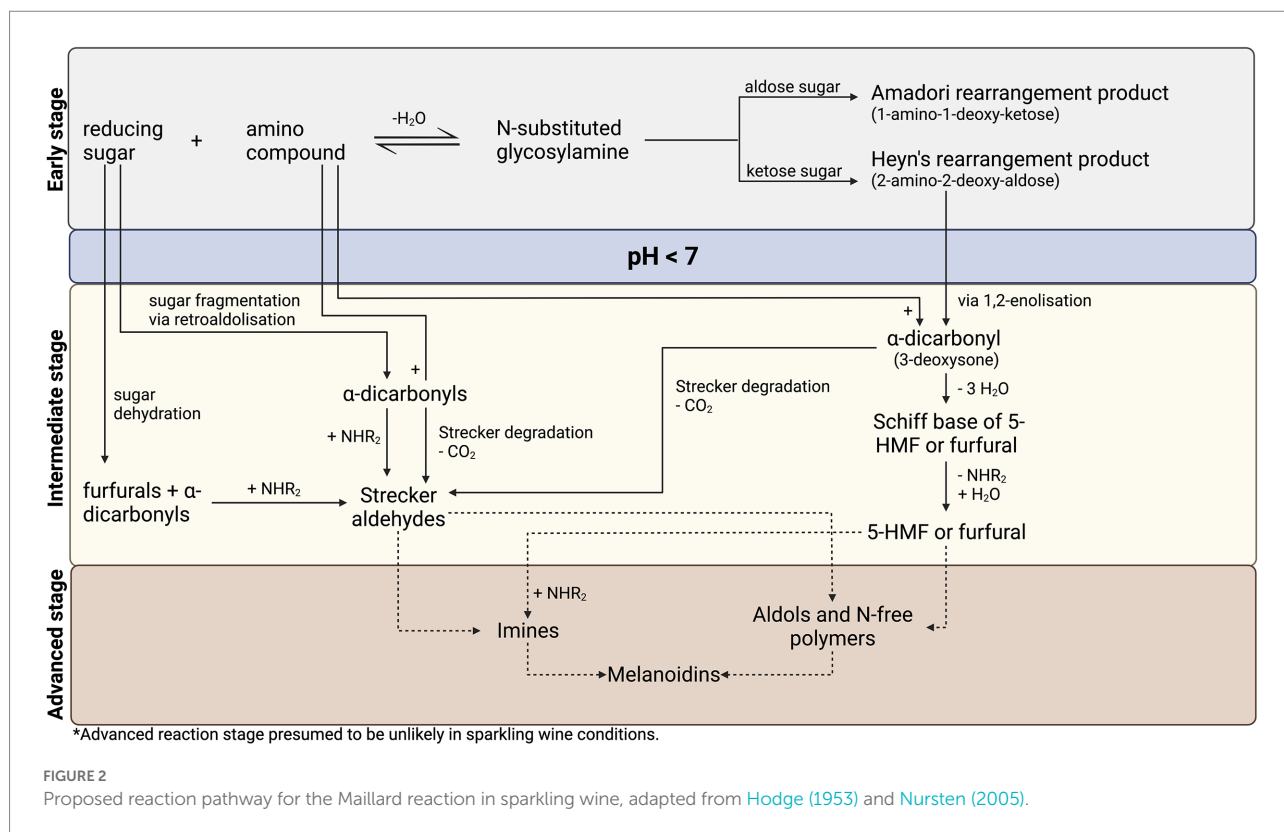 Early stage
reducing
sugar
+
amino
compound
-H₂O
N-substituted
glycosylamine
aldose sugar
Amadori rearrangement product
(1-amino-1-deoxy-ketose)
ketose sugar
Heyn's rearrangement product
(2-amino-2-deoxy-aldose)
pH < 7
Intermediate stage
sugar fragmentation
via retroaldolisation
+
via 1,2-enolisation
α-dicarbonyl
(3-deoxysone)
sugar
dehydration
+
α-dicarbonyls
Strecker degradation
- CO₂
- 3 H₂O
+ NHR₂
Strecker degradation
- CO₂
Schiff base of 5-
HMF or furfural
furfurals + α-
dicarbonyls
+ NHR₂
Strecker
aldehydes
- NHR₂
+ H₂O
5-HMF or furfural
Advanced stage
+ NHR₂
Imines
Aldols and N-free
polymers
Melanoidins
*Advanced reaction stage presumed to be unlikely in sparkling wine conditions.
FIGURE 2
Proposed reaction pathway for the Maillard reaction in sparkling wine, adapted from Hodge (1953) and Nursten (2005).